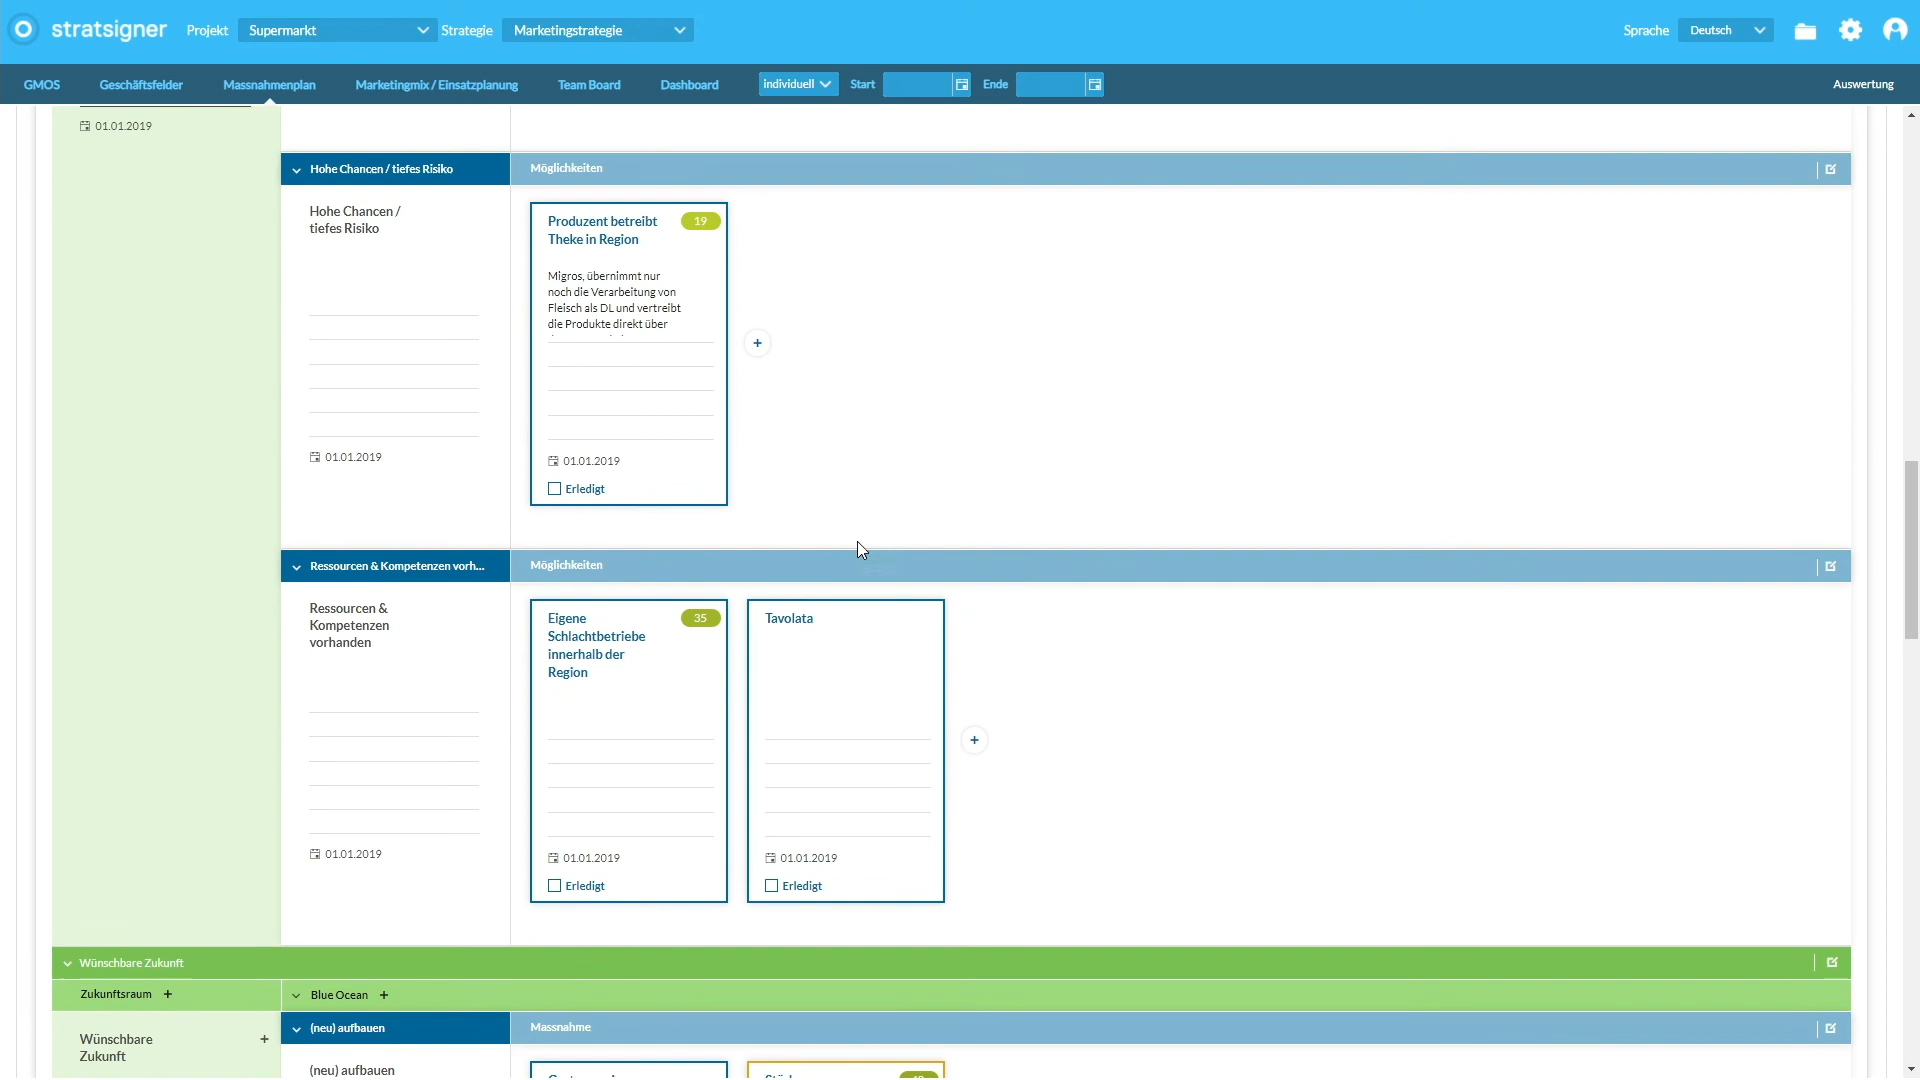 stratsigner Projekt Supermarkt Strategie Marketingstrategie Sprache Deutsch
GMOS Geschäftsfelder Massnahmenplan Marketingmix / Einsatzplanung Team Board Dashboard individuell Start Ende Auswertung
01.01.2019
Hohe Chancen / tiefes Risiko Möglichkeiten
Hohe Chancen /
tiefes Risiko
Produzent betreibt 19
Theke in Region
Migros, übernimmt nur
noch die Verarbeitung von
Fleisch als DL und vertreibt
die Produkte direkt über
+
01.01.2019
01.01.2019
Erledigt
Ressourcen & Kompetenzen vorh... Möglichkeiten
Ressourcen &
Kompetenzen
vorhanden
Eigene 35
Schlachtbetriebe
innerhalb der
Region
Tavolata
+
01.01.2019
01.01.2019
Erledigt
01.01.2019
Erledigt
Wünschbare Zukunft
Zukunftsraum + Blue Ocean +
(neu) aufbauen Massnahme
Wünschbare +
Zukunft
(neu) aufbauen